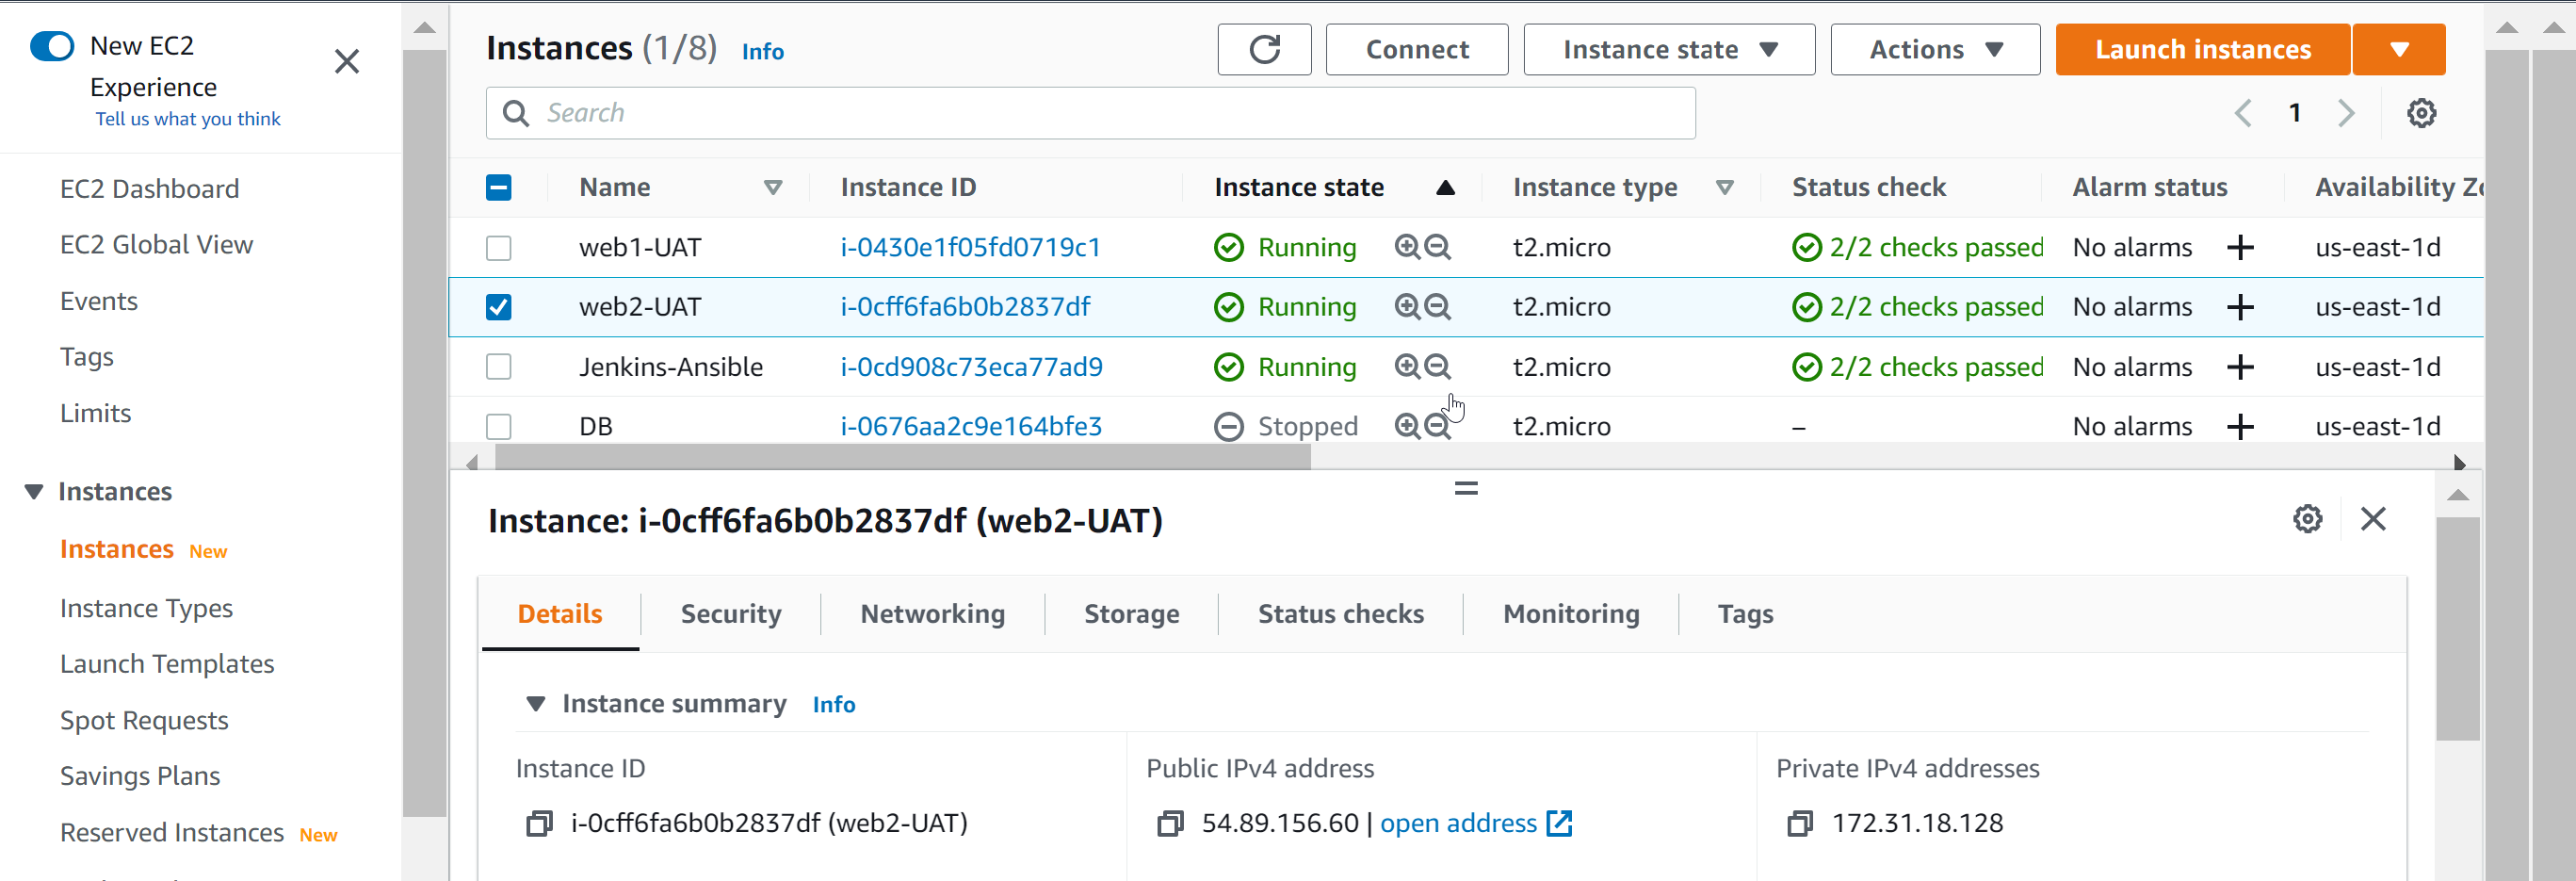 New EC2
Experience
Tell us what you think
EC2 Dashboard
EC2 Global View
Events
Tags
Limits
Instances
Instances New
Instance Types
Launch Templates
Spot Requests
Savings Plans
Reserved Instances New
Instances (1/8) Info
Connect
Instance state
Actions
Launch instances
Search
1
Name Instance ID Instance state Instance type Status check Alarm status Availability
web1-UAT i-0430e1f05fd0719c1 Running t2.micro 2/2 checks passed No alarms + us-east-1d
web2-UAT i-0cff6fa6b0b2837df Running t2.micro 2/2 checks passed No alarms + us-east-1d
Jenkins-Ansible i-0cd908c73eca77ad9 Running t2.micro 2/2 checks passed No alarms + us-east-1d
DB i-0676aa2c9e164bfe3 Stopped t2.micro – No alarms + us-east-1d
Instance: i-0cff6fa6b0b2837df (web2-UAT)
Details Security Networking Storage Status checks Monitoring Tags
Instance summary Info
Instance ID
i-0cff6fa6b0b2837df (web2-UAT)
Public IPv4 address
54.89.156.60 | open address
Private IPv4 addresses
172.31.18.128